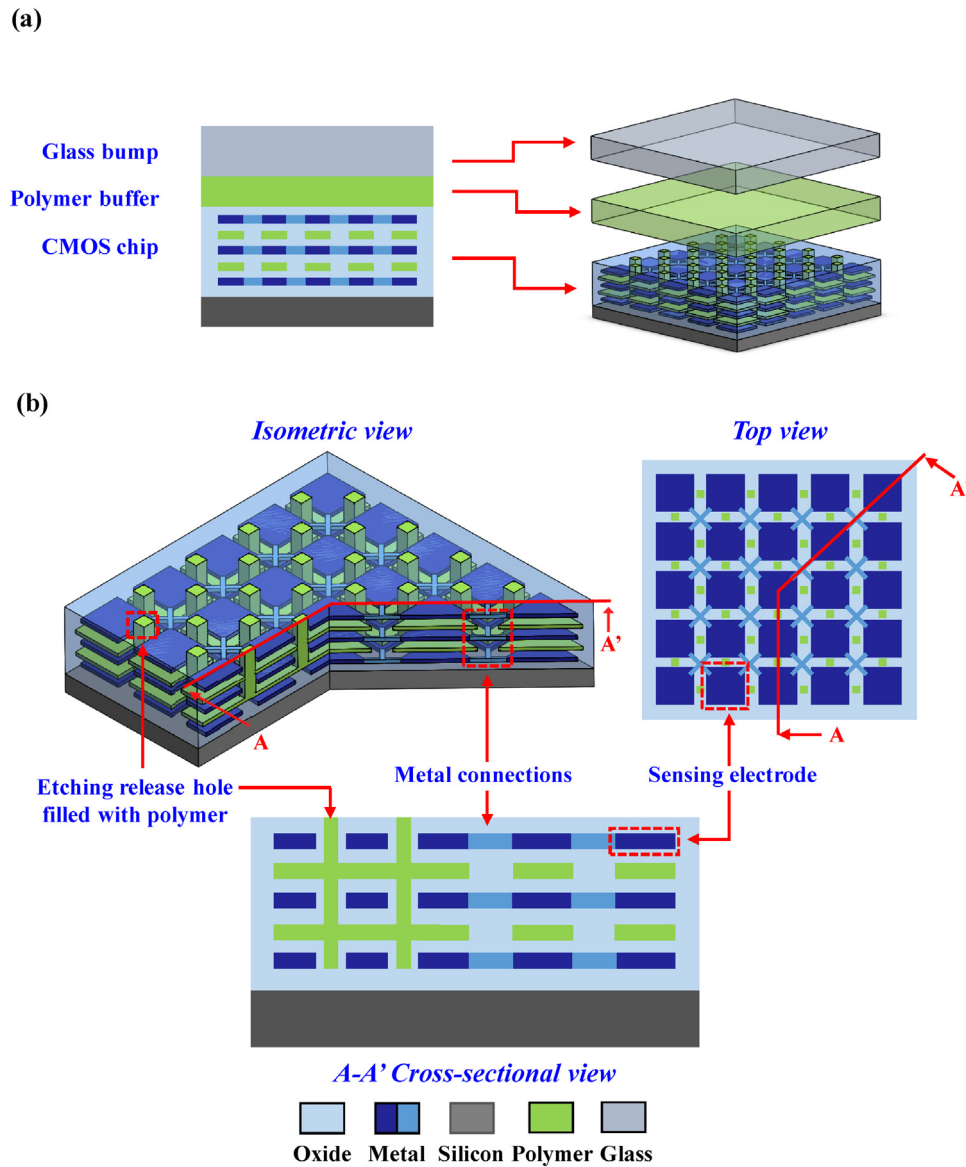 (a)
Glass bump
Polymer buffer
CMOS chip
(b)
Isometric view
Top view
A
A'
A
A
Etching release hole
filled with polymer
Metal connections
Sensing electrode
A-A' Cross-sectional view
Oxide
Metal
Silicon
Polymer
Glass